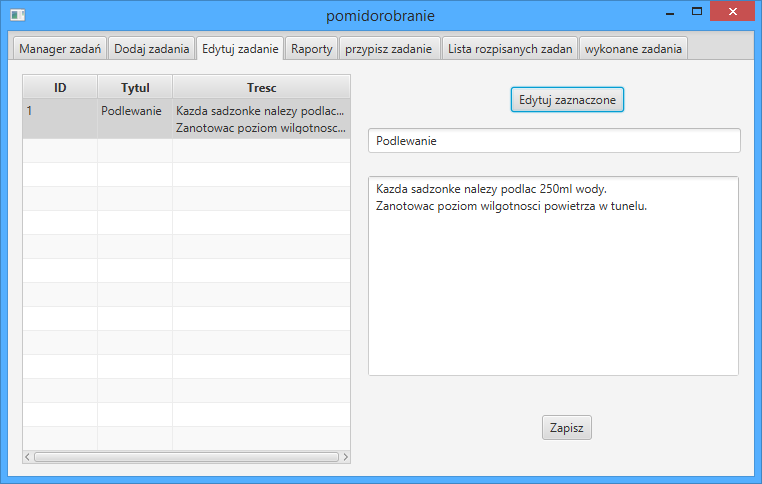 pomidorobranie
Manager zadań Dodaj zadania Edytuj zadanie Raporty przypisz zadanie Lista rozpisanych zadan wykonane zadania
ID Tytul Tresc
1 Podlewanie Kazda sadzonke nalezy podlac...
Zanotowac poziom wilgotnosc...
Edytuj zaznaczone
Podlewanie
Kazda sadzonke nalezy podlac 250ml wody.
Zanotowac poziom wilgotnosci powietrza w tunelu.
Zapisz